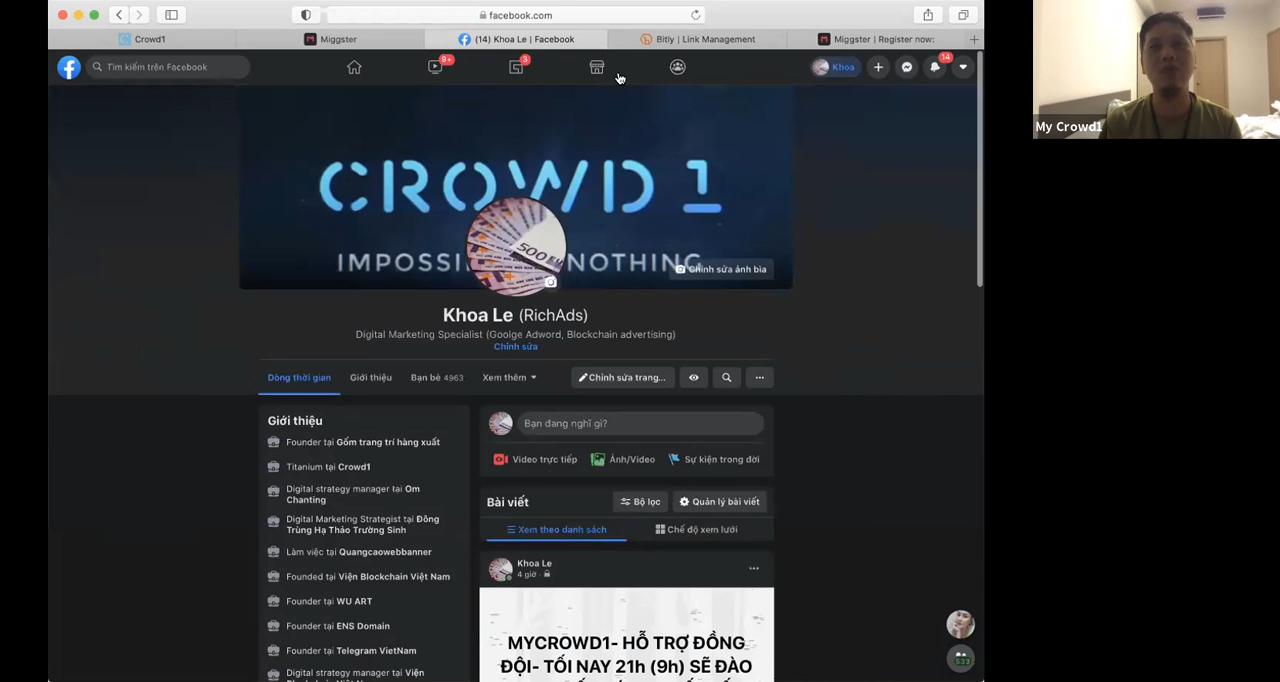 facebook.com
Crowd1
Miggster
(14) Khoa Le | Facebook
Bitly | Link Management
Miggster | Register now:
Tìm kiếm trên Facebook
9+
3
Khoa
14
My Crowd1
CROWD 1
IMPOSSI NOTHING
500
Chỉnh sửa ảnh bìa
Khoa Le (RichAds)
Digital Marketing Specialist (Goolge Adword, Blockchain advertising)
Chỉnh sửa
Dòng thời gian
Giới thiệu
Bạn bè 4963
Xem thêm
Chỉnh sửa trang...
Giới thiệu
Founder tại Gốm trang trí hàng xuất
Titanium tại Crowd1
Digital strategy manager tại Om
Chanting
Digital Marketing Strategist tại Đông
Trùng Hạ Thảo Trường Sinh
Làm việc tại Quangcaowebbanner
Founded tại Viện Blockchain Việt Nam
Founder tại WU ART
Founder tại ENS Domain
Founder tại Telegram VietNam
Digital marketing strategist tại Viện
Bạn đang nghĩ gì?
Video trực tiếp
Ảnh/Video
Sự kiện trong đời
Bài viết
Bộ lọc
Quản lý bài viết
Xem theo danh sách
Chế độ xem lưới
Khoa Le
4 giờ
MYCROWD1- HỖ TRỢ ĐỒNG
ĐỘI- TỐI NAY 21h (9h) SẼ ĐÀO
533